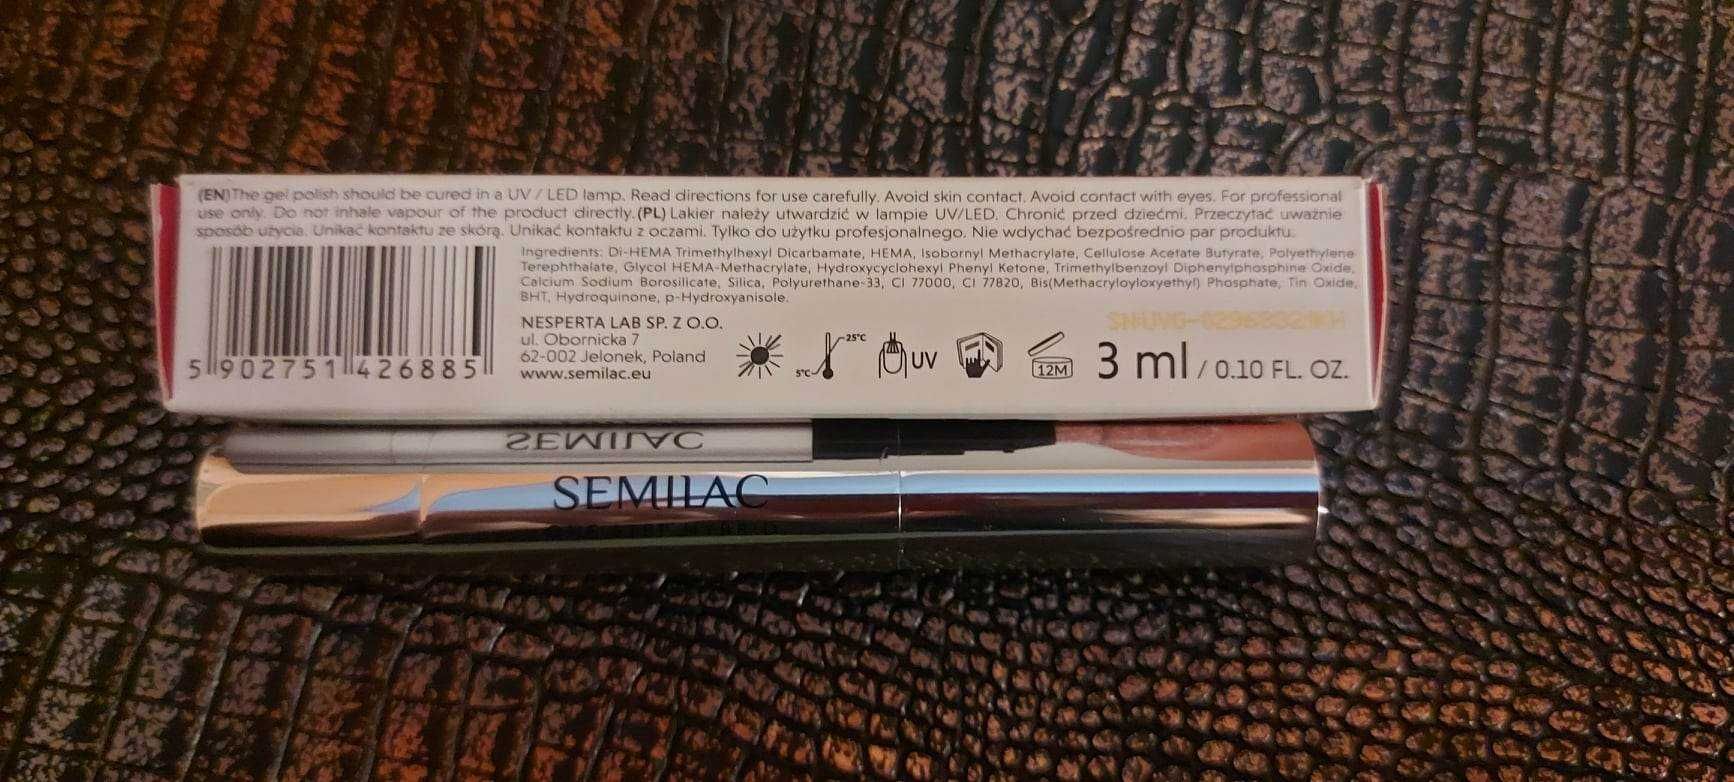 (EN)The gel polish should be cured in a UV / LED lamp. Read directions for use carefully. Avoid skin contact. Avoid contact with eyes. For professional
use only. Do not inhale vapour of the product directly.(PL) Lakier należy utwardzić w lampie UV/LED. Chronić przed dziećmi. Przeczytać uważnie
sposób użycia. Unikać kontaktu ze skórą. Unikać kontaktu z oczami. Tylko do użytku profesjonalnego. Nie wdychać bezpośrednio par produktu.
Ingredients: Di-HEMA Trimethylhexyl Dicarbamate, HEMA, Isobornyl Methacrylate, Cellulose Acetate Butyrate, Polyethylene
Terephthalate, Glycol HEMA-Methacrylate, Hydroxycyclohexyl Phenyl Ketone, Trimethylbenzoyl Diphenylphosphine Oxide,
Calcium Sodium Borosilicate, Silica, Polyurethane-33, CI 77000, CI 77820, Bis(Methacryloyloxyethyl) Phosphate, Tin Oxide,
BHT, Hydroquinone, p-Hydroxyanisole.
5 902751 426885
NESPERTA LAB SP. Z O.O.
ul. Obornicka 7
62-002 Jelonek, Poland
www.semilac.eu
5°C 25°C
UV
12M
3 ml / 0.10 FL. OZ.
SEMILAC
SEMILAC